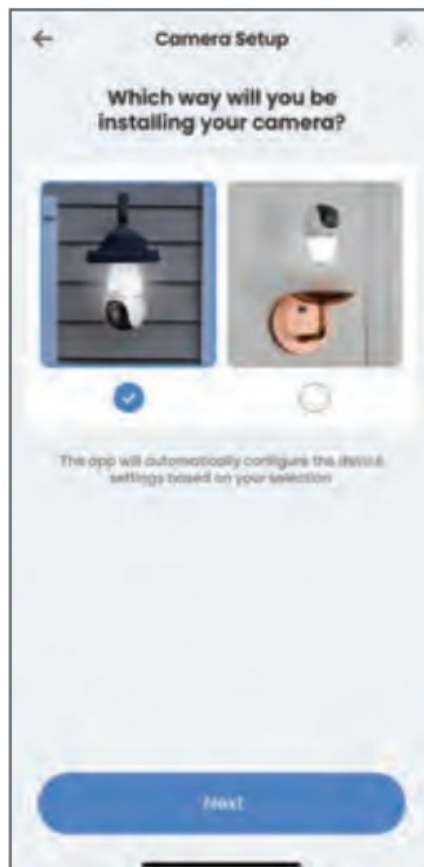 Camera Setup
Which way will you be
installing your camera?
The app will automatically configure the device
settings based on your selection
Next